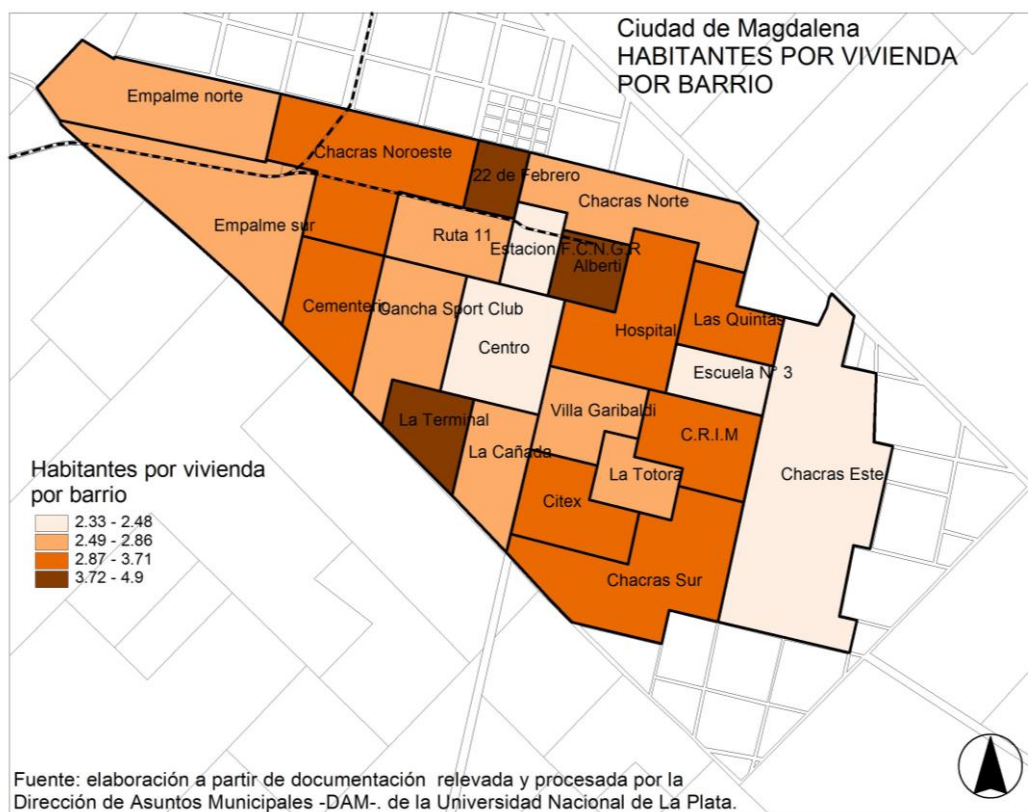 Ciudad de Magdalena
HABITANTES POR VIVIENDA
POR BARRIO
Empalme norte
Chacras Noroeste
22 de Febrero
Chacras Norte
Empalme sur
Ruta 11
Estacion F.C.N.G.R
Alberti
Cementerio
Cancha Sport Club
Centro
Hospital
Las Quintas
Escuela N° 3
La Terminal
Villa Garibaldi
C.R.I.M
La Cañada
La Totora
Chacras Este
Citex
Chacras Sur
Habitantes por vivienda
por barrio
2.33 - 2.48
2.49 - 2.86
2.87 - 3.71
3.72 - 4.9
Fuente: elaboración a partir de documentación relevada y procesada por la
Dirección de Asuntos Municipales -DAM-. de la Universidad Nacional de La Plata.